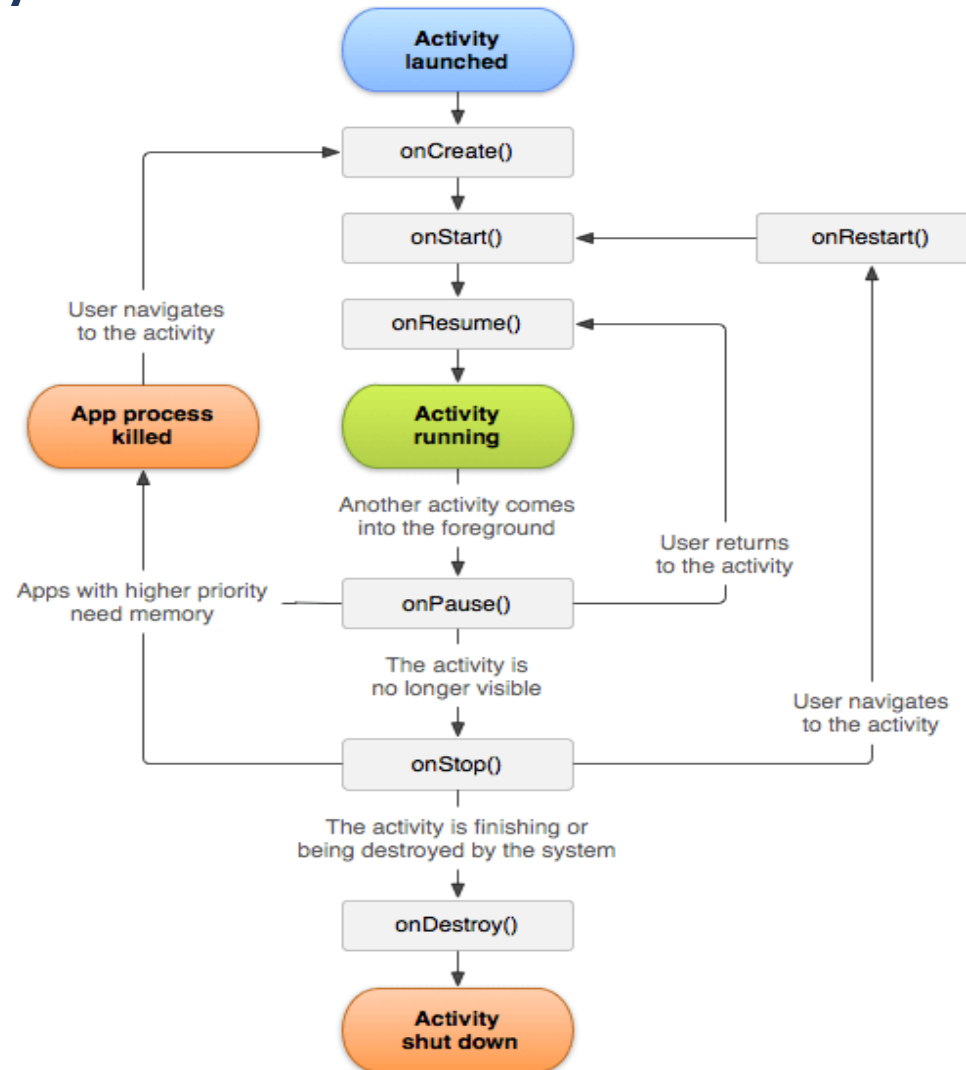 Activity
launched
onCreate()
onStart()
onRestart()
User navigates
to the activity
onResume()
App process
killed
Activity
running
Another activity comes
into the foreground
User returns
to the activity
Apps with higher priority
need memory
onPause()
The activity is
no longer visible
User navigates
to the activity
onStop()
The activity is finishing or
being destroyed by the system
onDestroy()
Activity
shut down